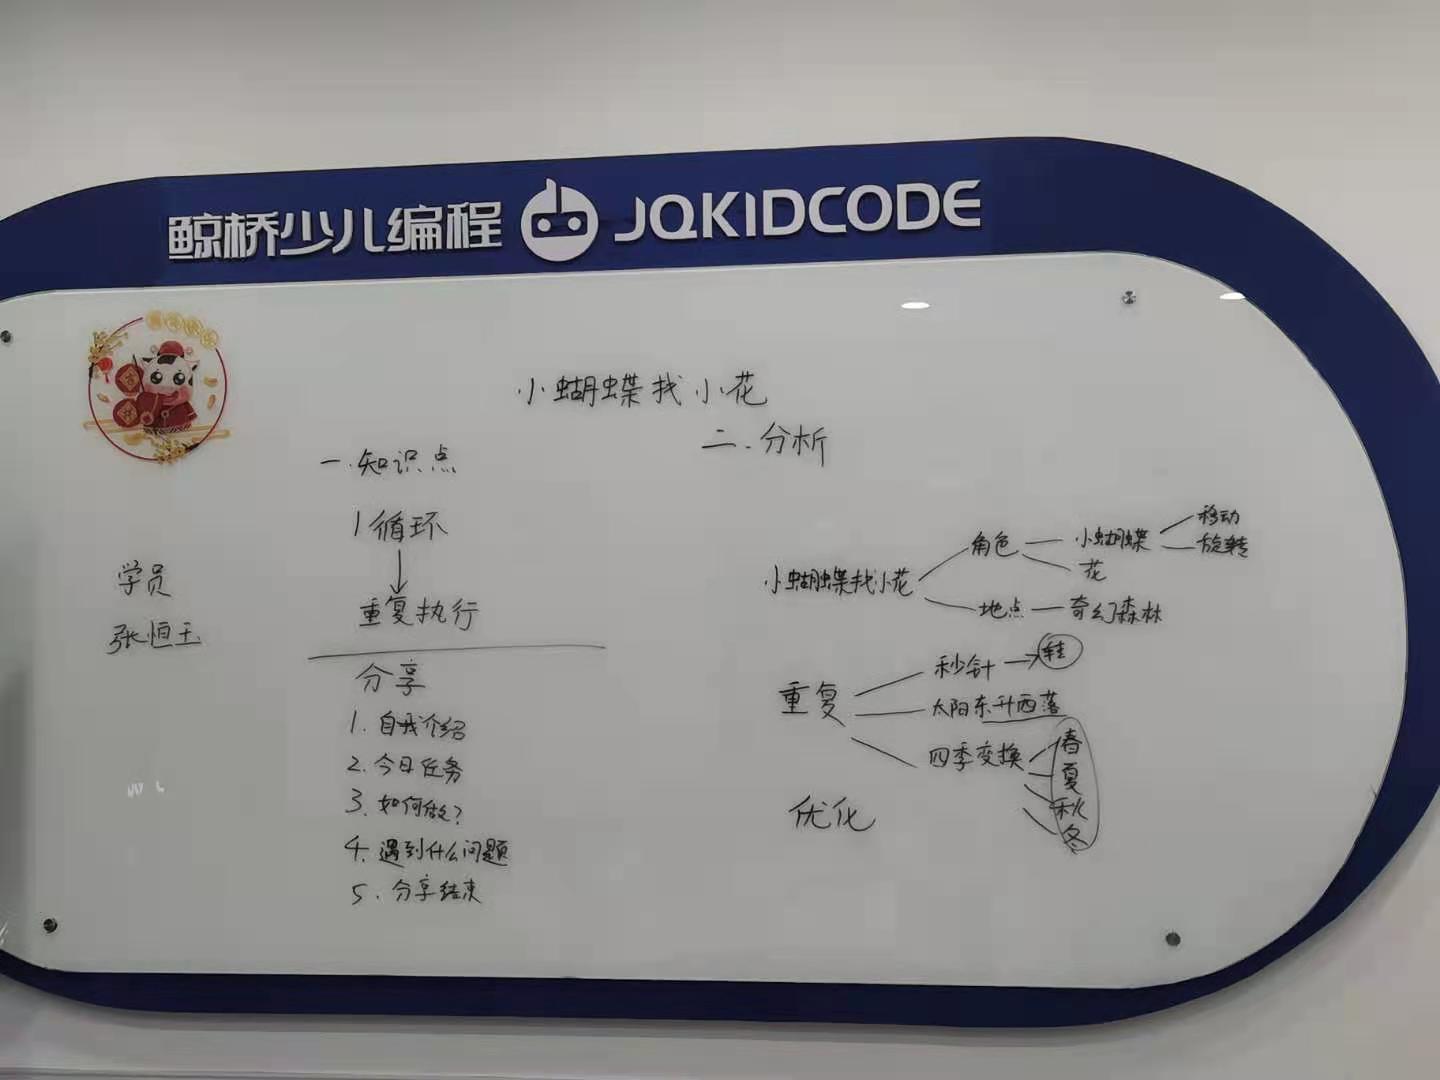 鲸桥少儿编程 JQKIDCODE
小蝴蝶找小花
一.知识点
1循环
重复执行
分享
1.自我介绍
2.今日任务
3.如何做?
4.遇到什么问题
5.分享结束
学员
张恒玉
二.分析
小蝴蝶找小花
角色
小蝴蝶
移动
旋转
花
地点
奇幻森林
重复
秒针
转
太阳东升西落
四季变换
春
夏
秋
冬
优化